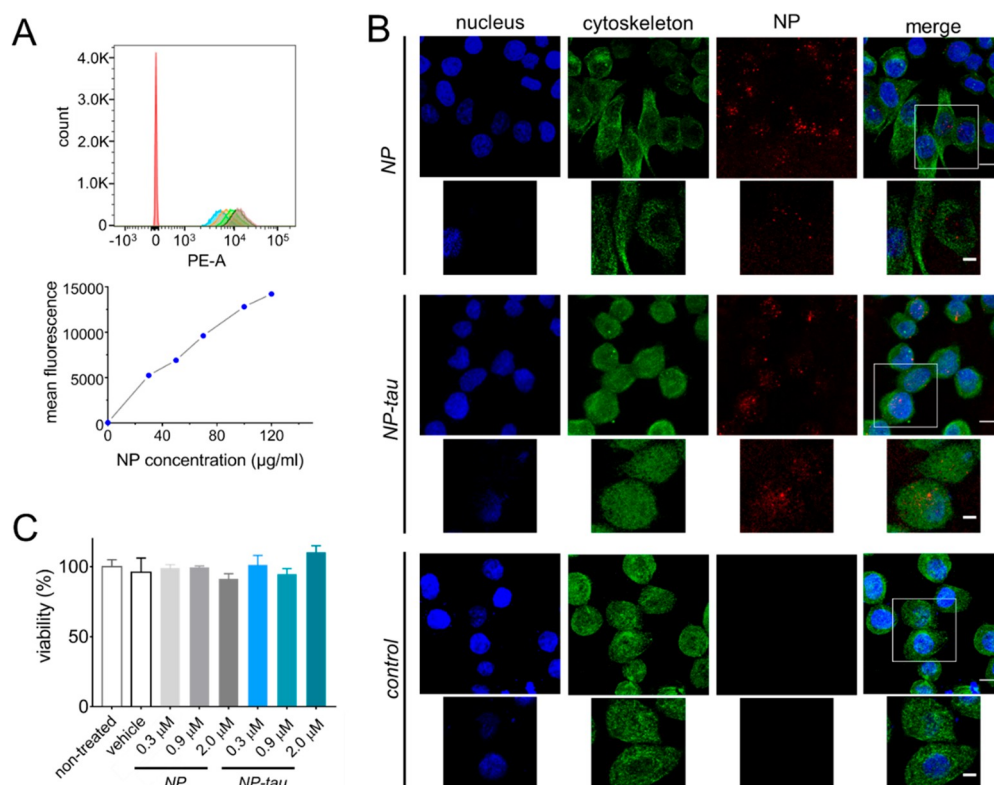 A
4.0K
3.0K
2.0K
1.0K
0
count
-10³ 0 10³ 10⁴ 10⁵
PE-A
15000
10000
5000
0
mean fluorescence
0 40 80 120
NP concentration (µg/ml)
B
nucleus cytoskeleton NP merge
NP
NP-tau
control
C
100
50
0
viability (%)
non-treated
vehicle
0.3 µM
0.9 µM
2.0 µM
0.3 µM
0.9 µM
2.0 µM
NP NP-tau